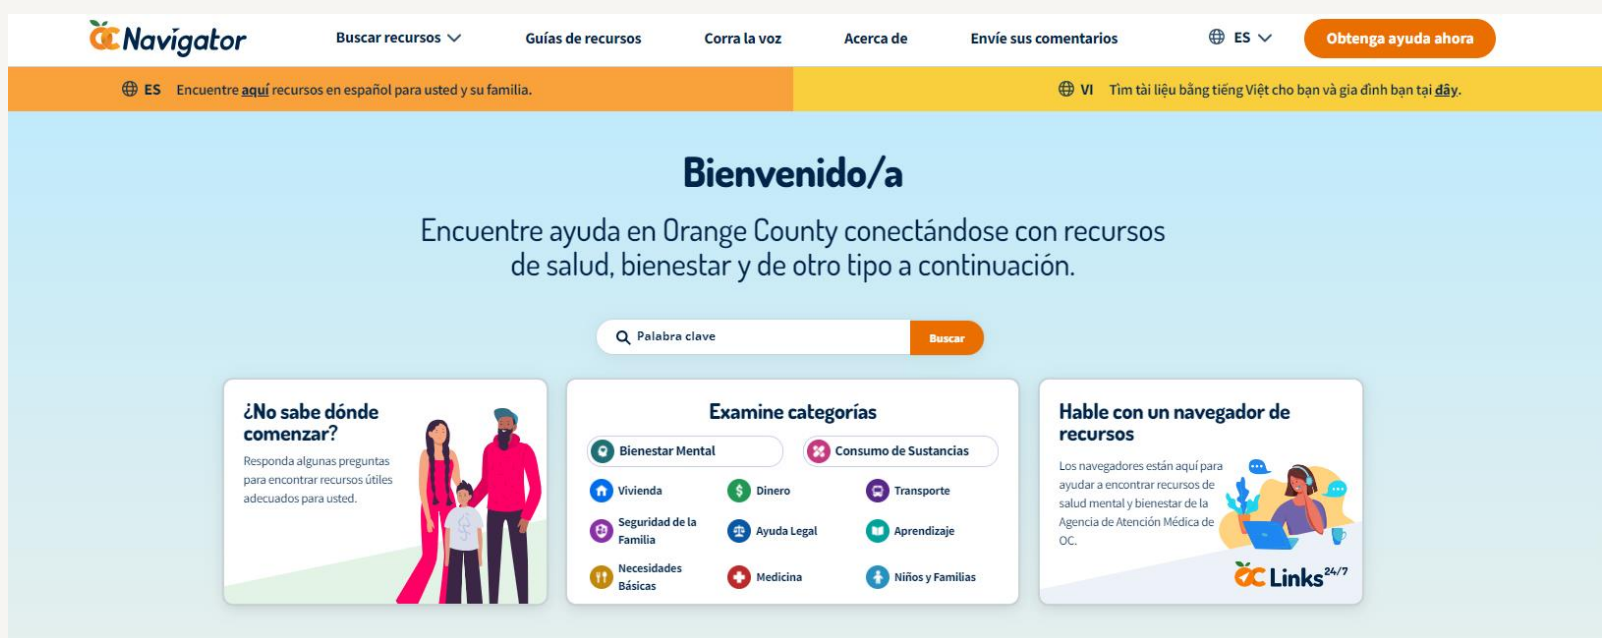 OC Navigator
Buscar recursos
Guías de recursos
Corra la voz
Acerca de
Envíe sus comentarios
ES
Obtenga ayuda ahora
ES Encuentre aquí recursos en español para usted y su familia.
VI Tìm tài liệu bằng tiếng Việt cho bạn và gia đình bạn tại đây.
Bienvenido/a
Encuentre ayuda en Orange County conectándose con recursos
de salud, bienestar y de otro tipo a continuación.
Palabra clave
Buscar
¿No sabe dónde
comenzar?
Responda algunas preguntas
para encontrar recursos útiles
adecuados para usted.
Examine categorías
Bienestar Mental
Consumo de Sustancias
Vivienda
Dinero
Transporte
Seguridad de la
Familia
Ayuda Legal
Aprendizaje
Necesidades
Básicas
Medicina
Niños y Familias
Hable con un navegador de
recursos
Los navegadores están aquí para
ayudar a encontrar recursos de
salud mental y bienestar de la
Agencia de Atención Médica de
OC.
OC Links 24/7